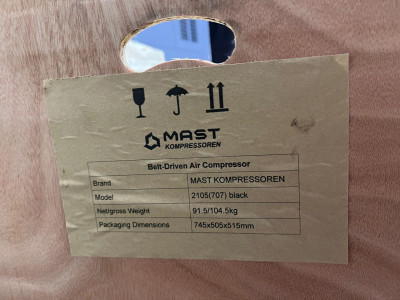 MAST
KOMPRESSOREN
Belt-Driven Air Compressor
Brand MAST KOMPRESSOREN
Model 2105(707) black
Net/gross Weight 91.5/104.5kg
Packaging Dimensions 745x505x515mm